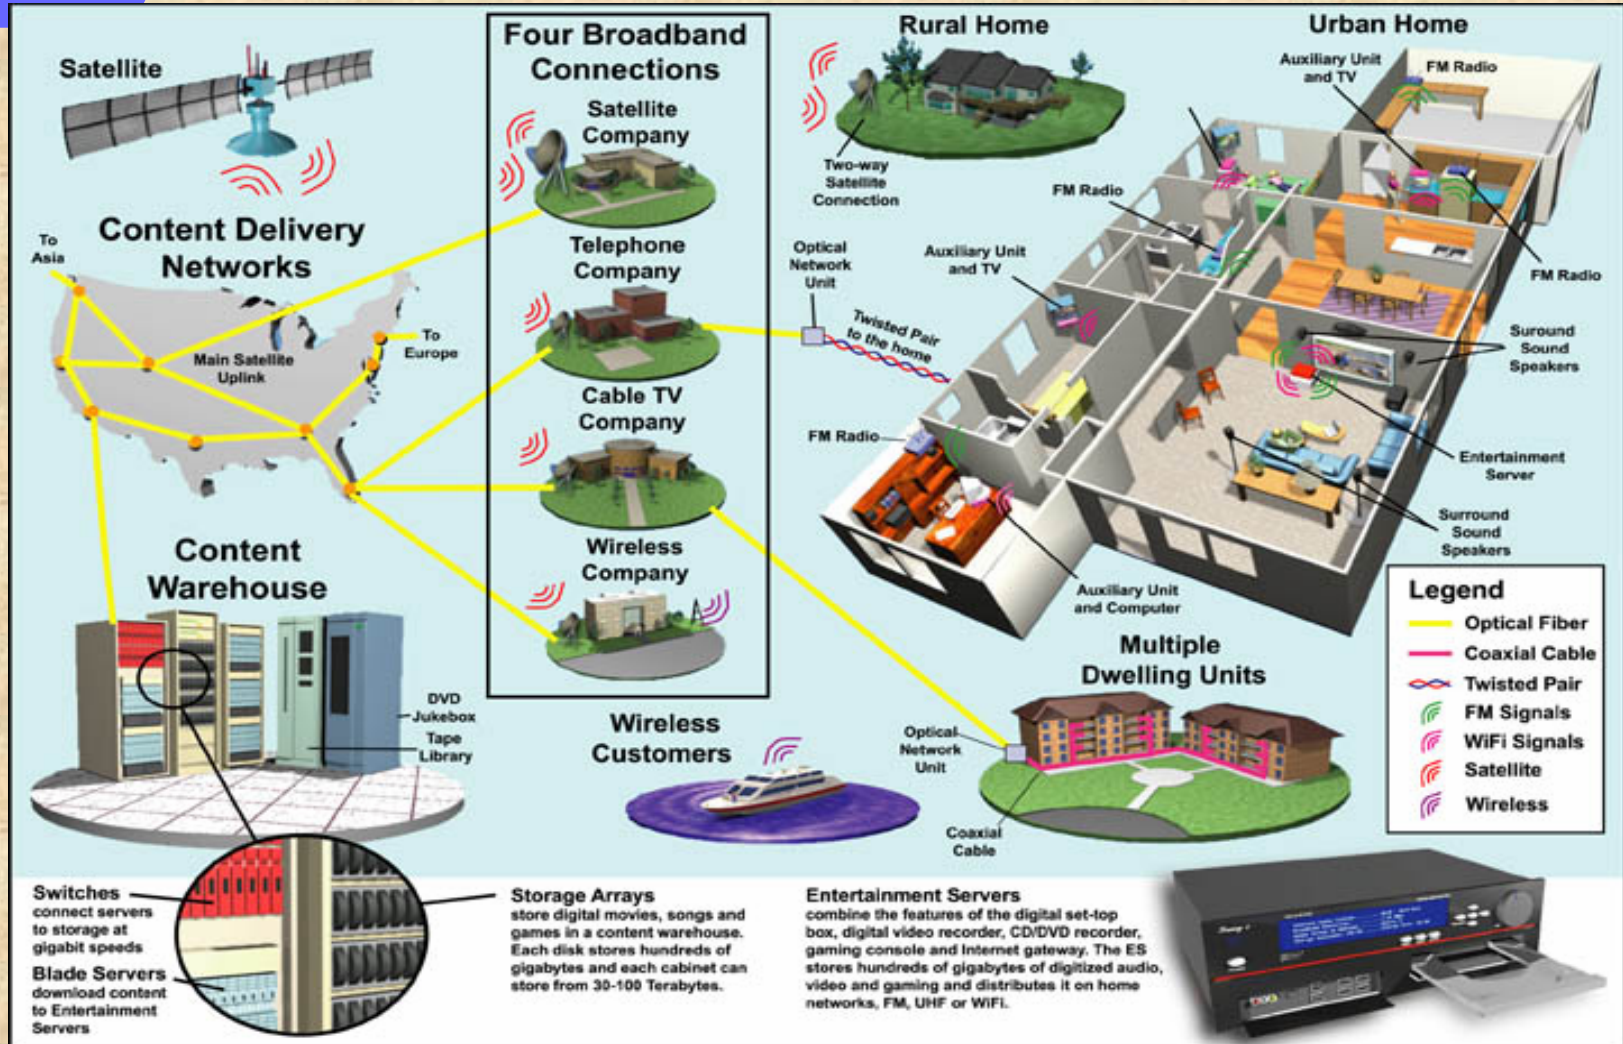 Satellite
Four Broadband
Connections
Satellite
Company
Telephone
Company
Cable TV
Company
Wireless
Company
Content Delivery
Networks
To
Asia
Main Satellite
Uplink
To
Europe
Content
Warehouse
DVD
Jukebox
Tape
Library
Wireless
Customers
Rural Home
Two-way
Satellite
Connection
Optical
Network
Unit
Twisted Pair
to the home
Urban Home
Auxiliary Unit
and TV
FM Radio
FM Radio
Auxiliary Unit
and TV
FM Radio
Surround
Sound
Speakers
FM Radio
Entertainment
Server
Surround
Sound
Speakers
Auxiliary Unit
and Computer
Multiple
Dwelling Units
Optical
Network
Unit
Coaxial
Cable
Legend
Optical Fiber
Coaxial Cable
Twisted Pair
FM Signals
WiFi Signals
Satellite
Wireless
Switches
connect servers
to storage at
gigabit speeds
Blade Servers
download content
to Entertainment
Servers
Storage Arrays
store digital movies, songs and
games in a content warehouse.
Each disk stores hundreds of
gigabytes and each cabinet can
store from 30-100 Terabytes.
Entertainment Servers
combine the features of the digital set-top
box, digital video recorder, CD/DVD recorder,
gaming console and Internet gateway. The ES
stores hundreds of gigabytes of digitized audio,
video and gaming and distributes it on home
networks, FM, UHF or WiFi.